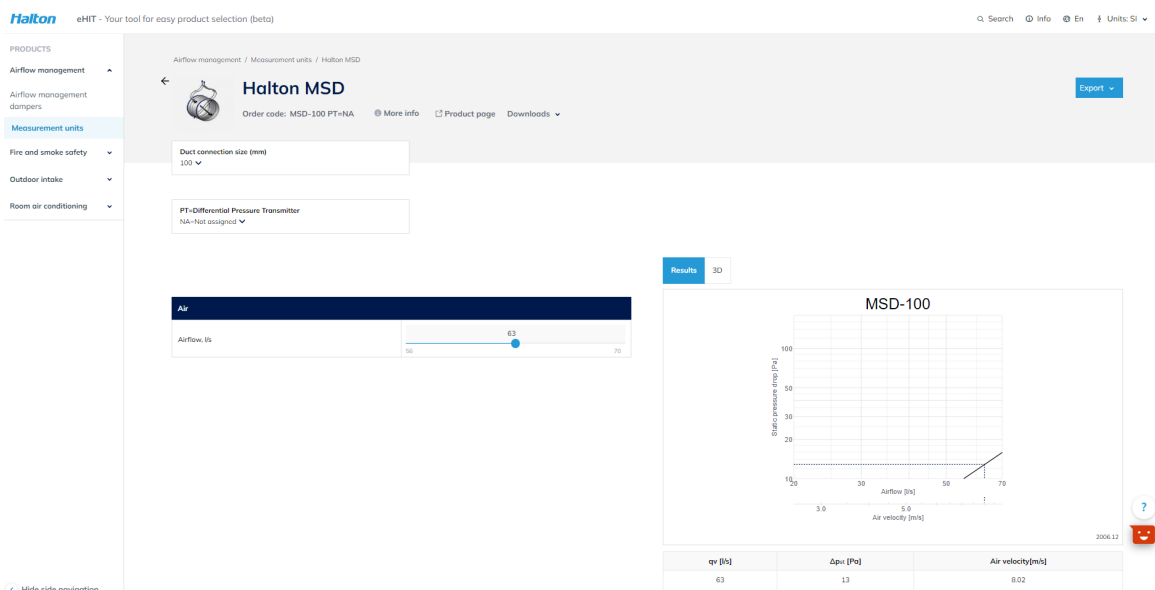 Halton eHIT - Your tool for easy product selection (beta)
Search Info En Units: SI
PRODUCTS
Airflow management
Airflow management
dampers
Measurement units
Fire and smoke safety
Outdoor intake
Room air conditioning
Airflow management / Measurement units / Halton MSD
Halton MSD
Export
Order code: MSD-100 PT=NA More info Product page Downloads
Duct connection size (mm)
100
PT=Differential Pressure Transmitter
NA=Not assigned
Results 3D
Air
Airflow, l/s
63
56 70
MSD-100
Static pressure drop [Pa]
100
50
30
20
10
20 30 50 70
Airflow [l/s]
3.0 5.0
Air velocity [m/s]
2006.12
?
qv [l/s] Δpst [Pa] Air velocity[m/s]
63 13 8.02
Hide side navigation